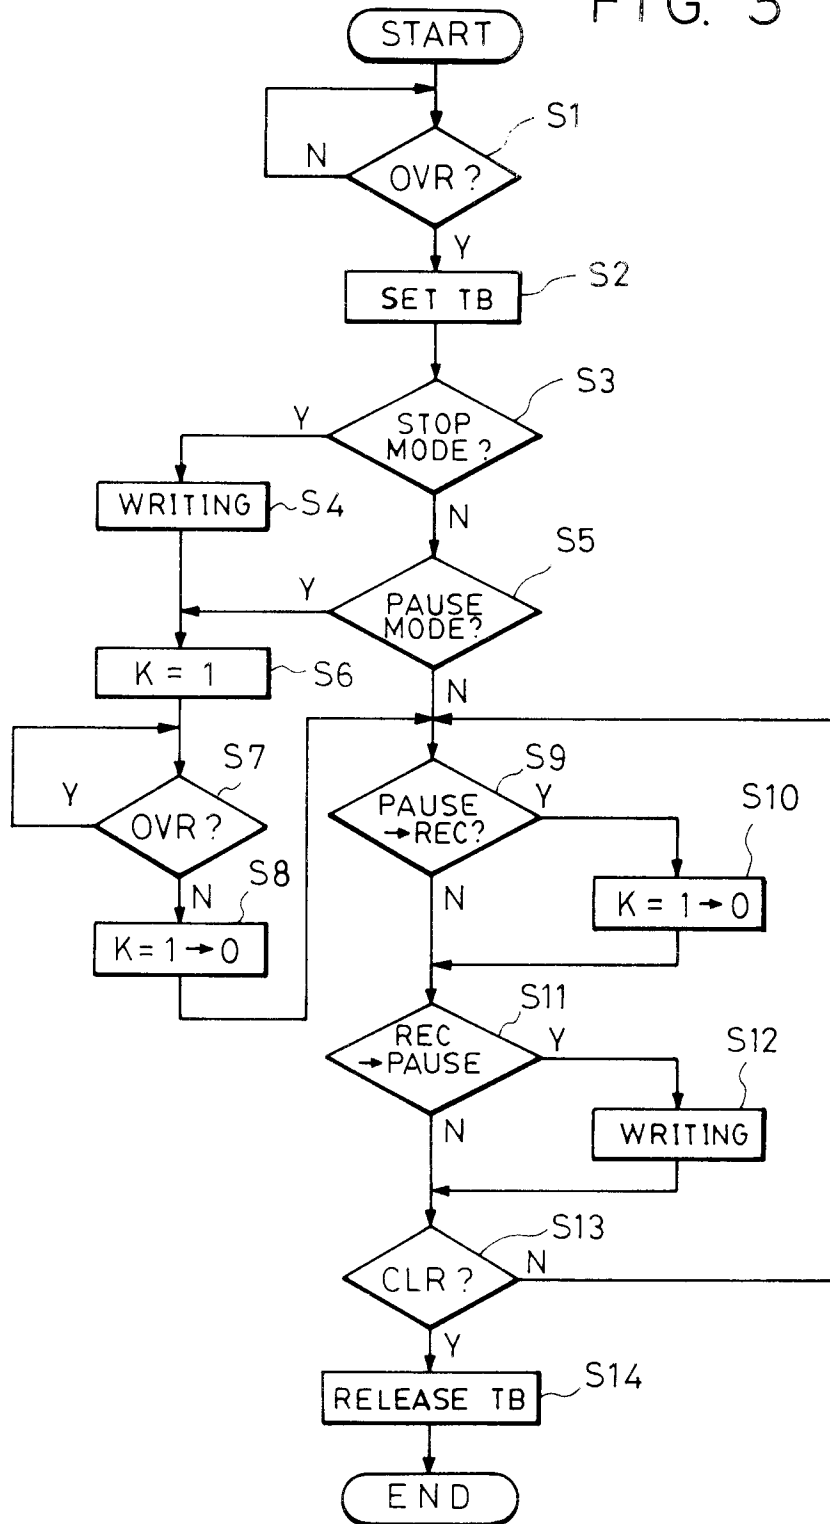 FIG. 3
START
S1
N
OVR?
Y
S2
SET TB
S3
Y
STOP
MODE?
WRITING
S4
N
S5
Y
PAUSE
MODE?
K = 1
S6
N
S7
S9
Y
OVR?
PAUSE
→REC?
Y
S10
N
S8
N
K = 1→0
K = 1→0
S11
REC
→PAUSE
Y
S12
N
WRITING
S13
CLR?
N
Y
S14
RELEASE TB
END